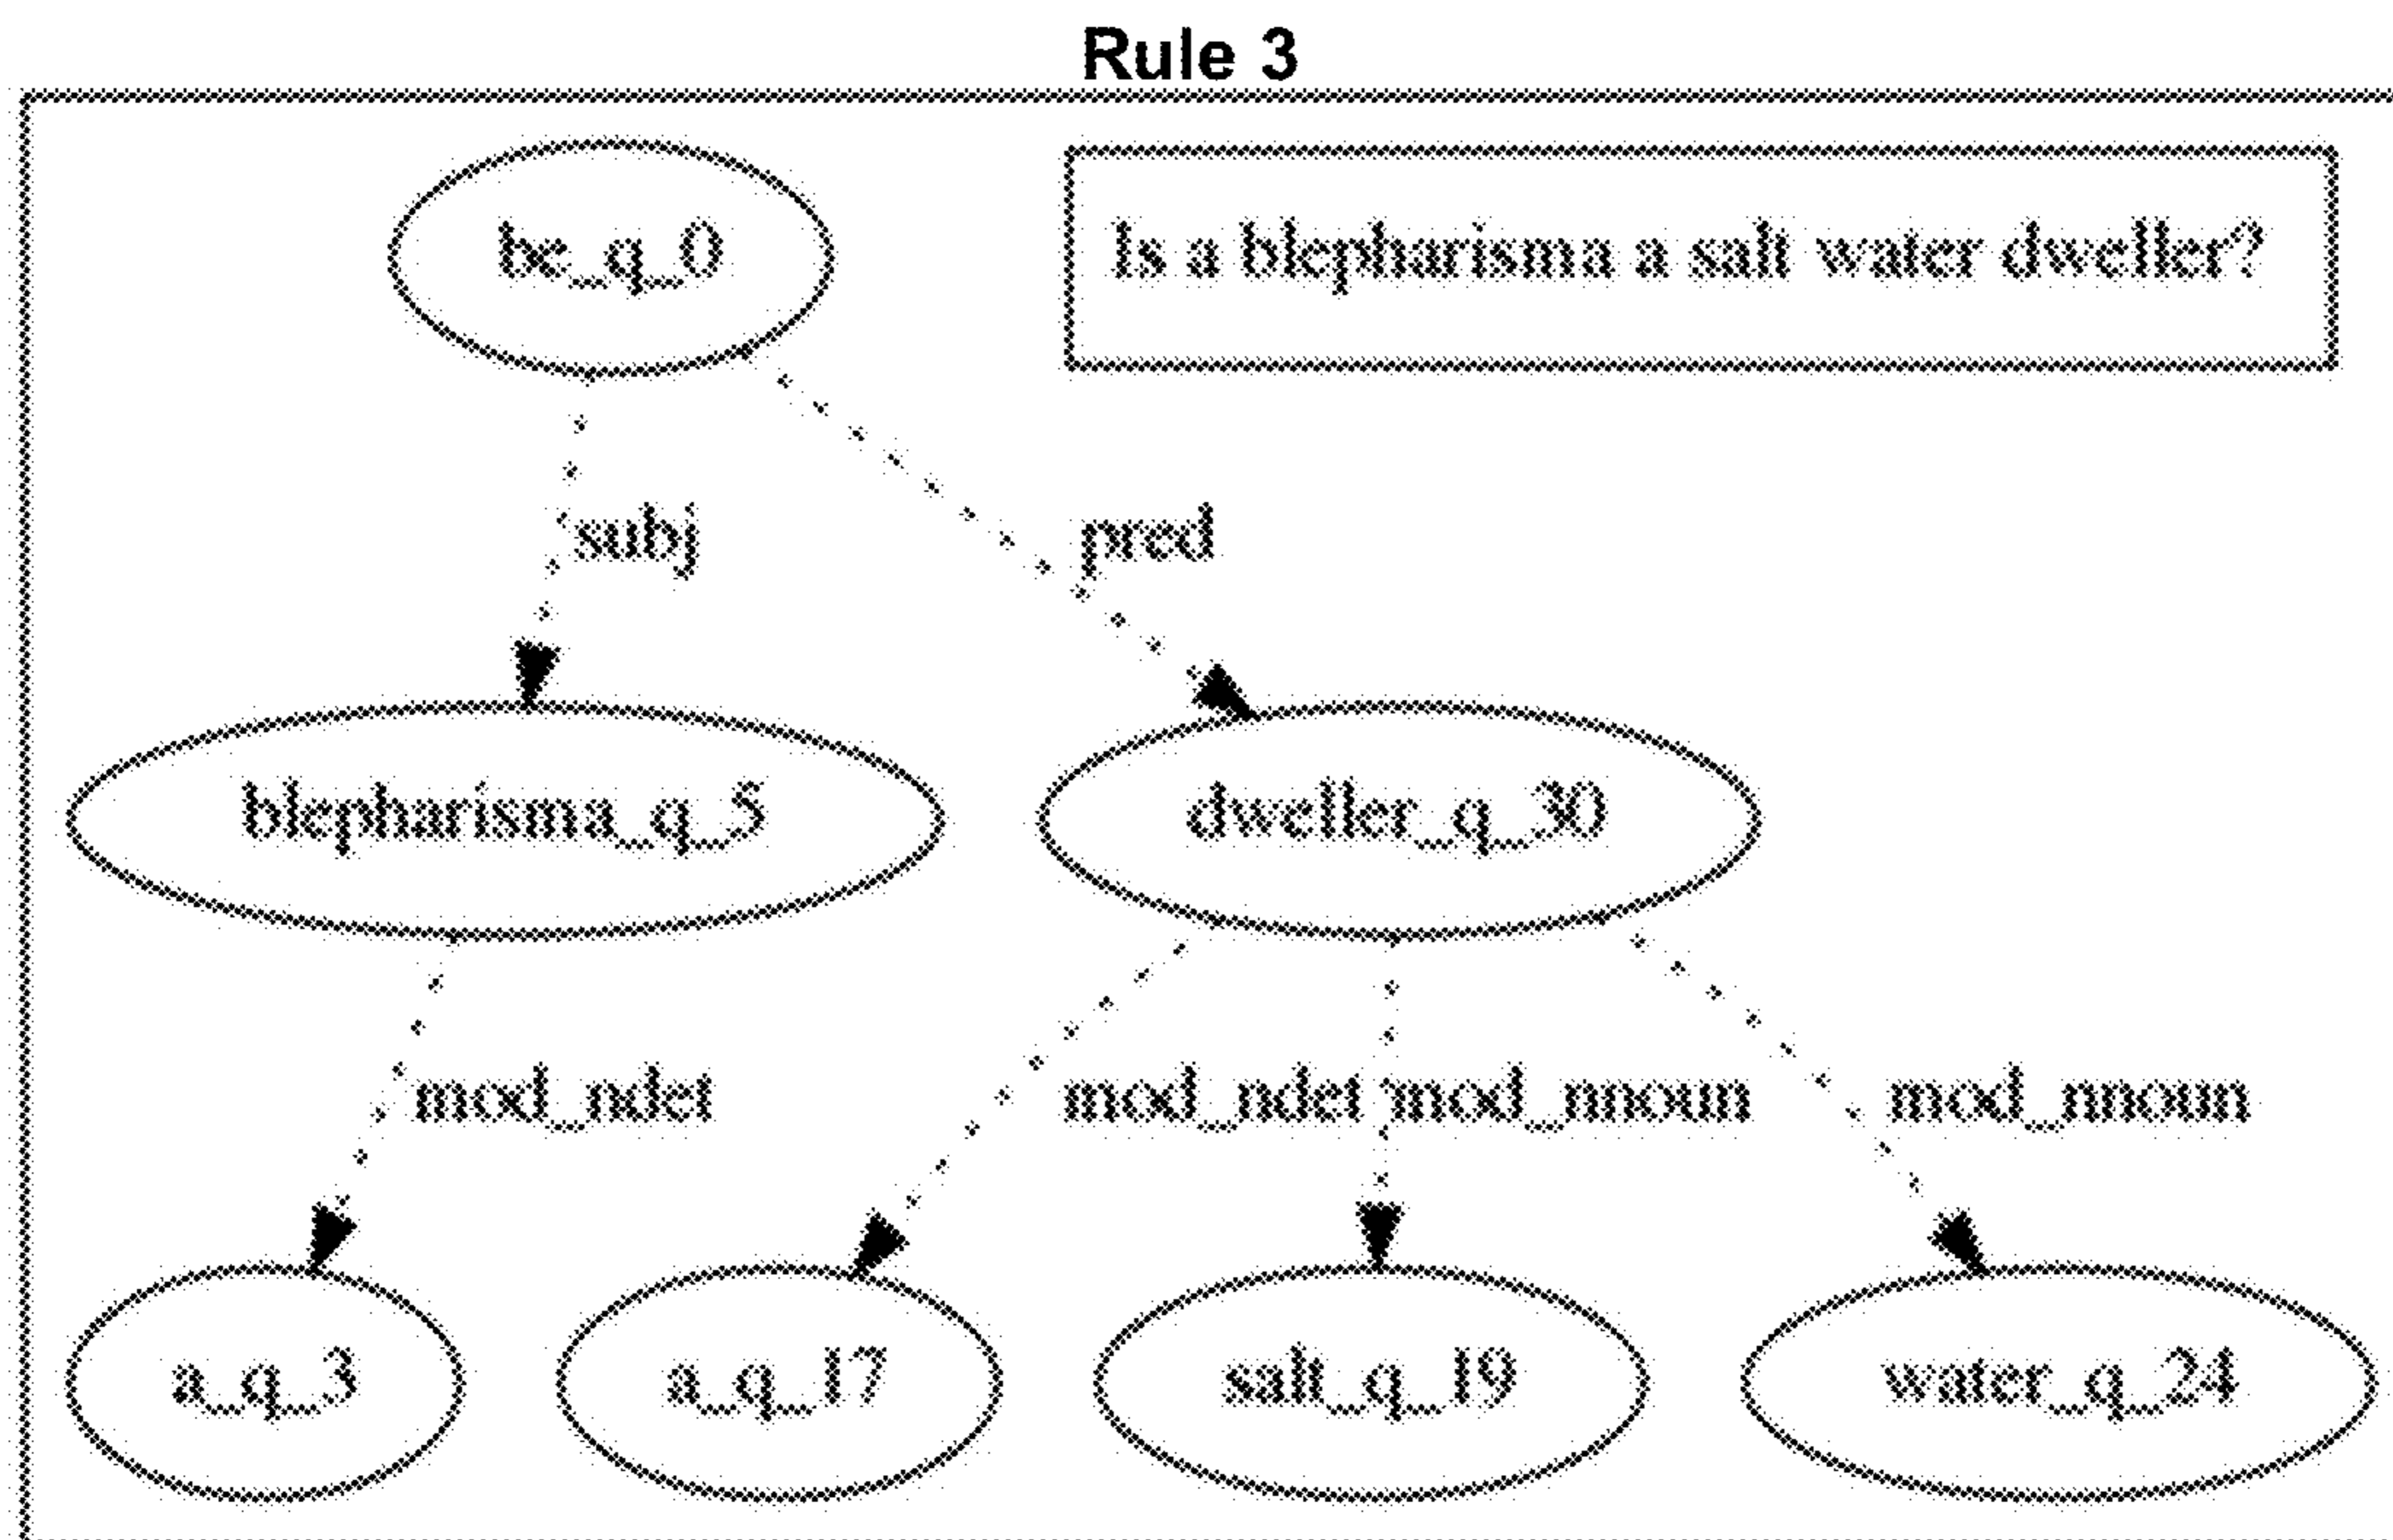 Rule 3
be_q_0
Is a blepharisma a salt water dweller?
subj
pred
blepharisma_q_5
dweller_q_30
mod_ndet
mod_ndet
mod_nnoun
mod_nnoun
a_q_3
a_q_17
salt_q_19
water_q_24